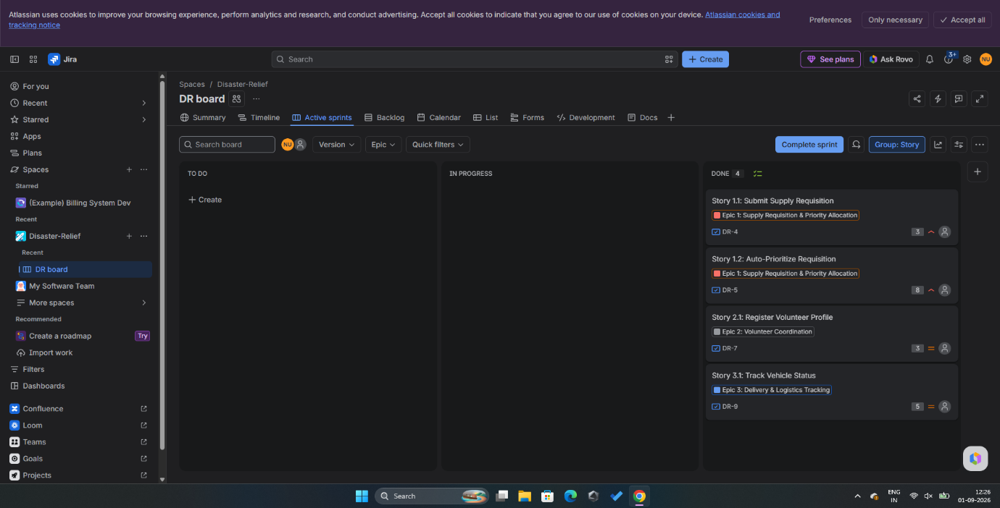 Atlassian uses cookies to improve your browsing experience, perform analytics and research, and conduct advertising. Accept all cookies to indicate that you agree to our use of cookies on your device. Atlassian cookies and
tracking notice
Preferences
Only necessary
Accept all
Jira
Search
Create
See plans
Ask Rovo
3+
NU
For you
Recent
Starred
Apps
Plans
Spaces
Starred
(Example) Billing System Dev
Recent
Disaster-Relief
Recent
DR board
My Software Team
More spaces
Recommended
Create a roadmap
Try
Import work
Filters
Dashboards
Confluence
Loom
Teams
Goals
Projects
Spaces / Disaster-Relief
DR board
Summary
Timeline
Active sprints
Backlog
Calendar
List
Forms
Development
Docs
Search board
NU
Version
Epic
Quick filters
Complete sprint
Group: Story
TO DO
Create
IN PROGRESS
DONE 4
Story 1.1: Submit Supply Requisition
Epic 1: Supply Requisition & Priority Allocation
DR-4
3
Story 1.2: Auto-Prioritize Requisition
Epic 1: Supply Requisition & Priority Allocation
DR-5
8
Story 2.1: Register Volunteer Profile
Epic 2: Volunteer Coordination
DR-7
3
Story 3.1: Track Vehicle Status
Epic 3: Delivery & Logistics Tracking
DR-9
5
Search
ENG
IN
12:26
01-09-2026